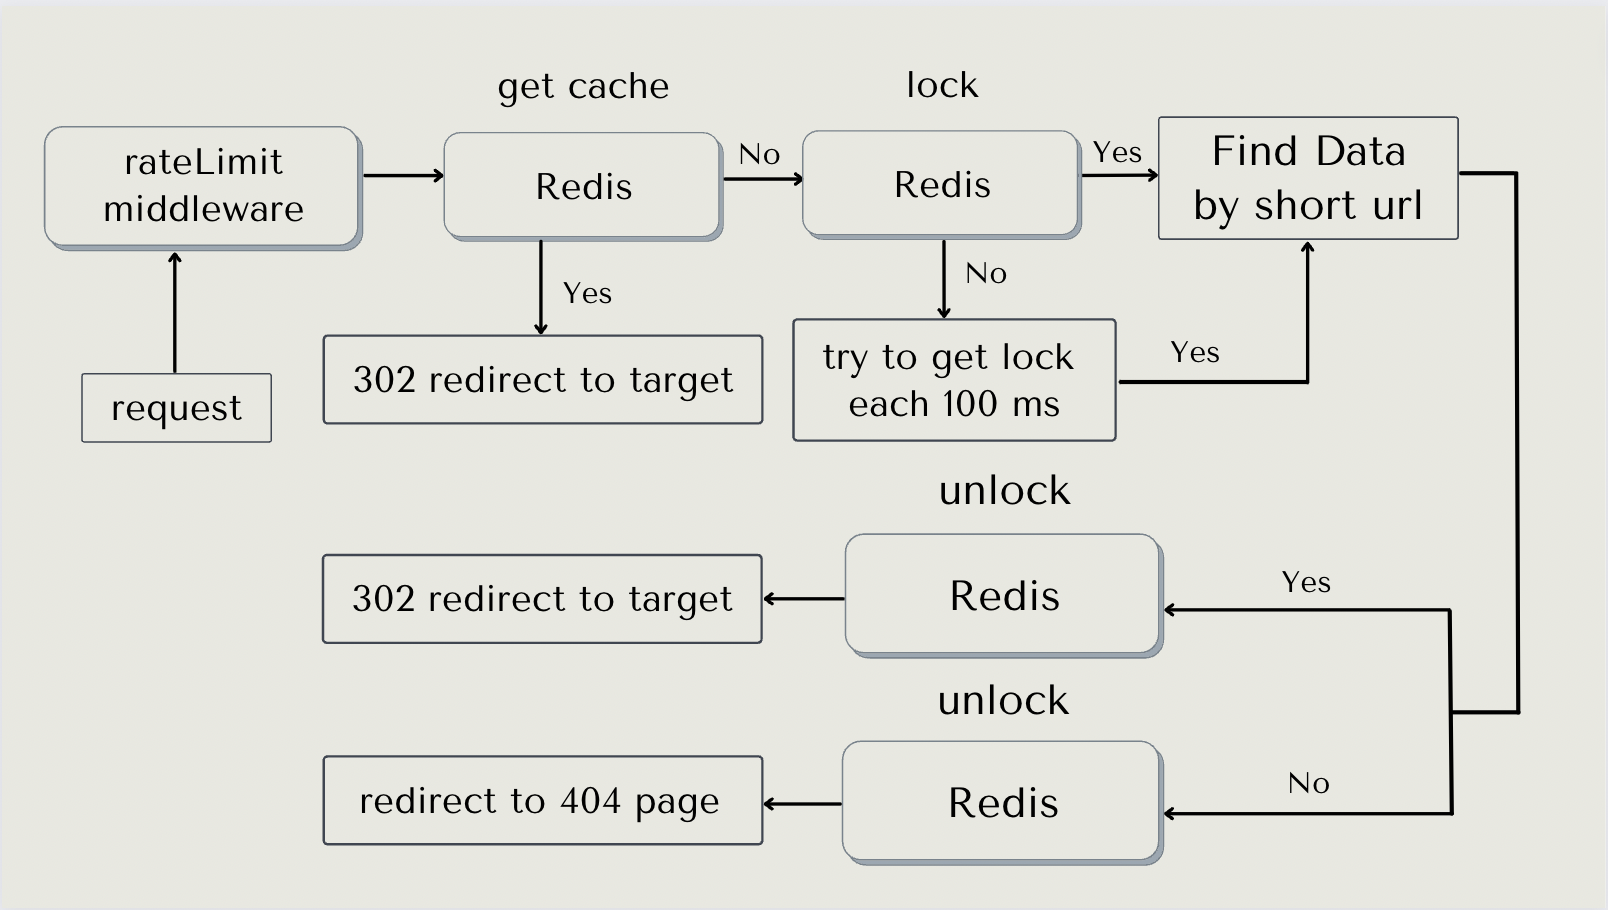 get cache
lock
rateLimit
middleware
Redis
No
Redis
Yes
Find Data
by short url
Yes
No
request
302 redirect to target
try to get lock
each 100 ms
Yes
unlock
302 redirect to target
Redis
Yes
unlock
redirect to 404 page
Redis
No